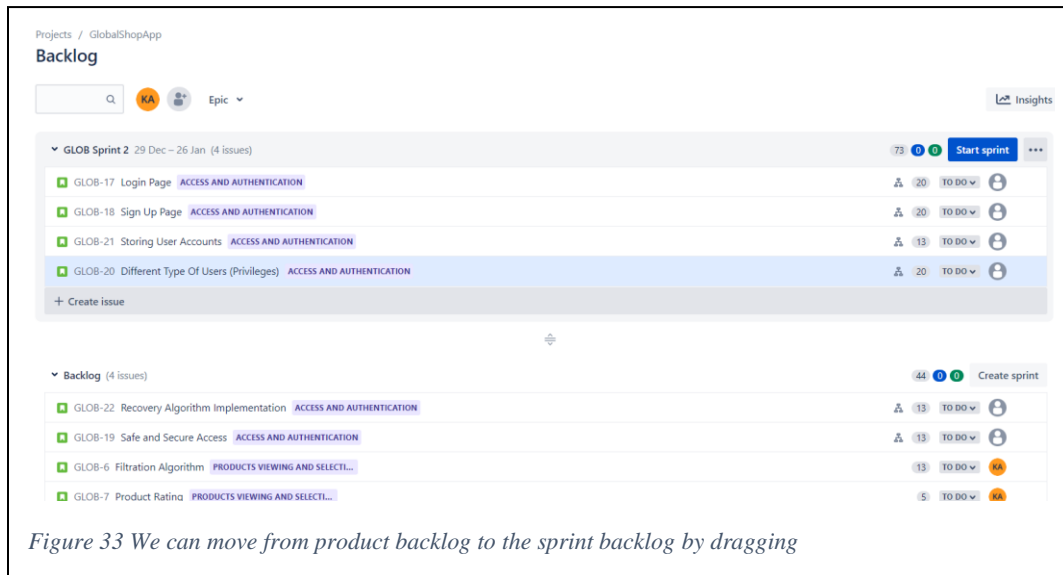 Projects / GlobalShopApp
Backlog
KA Epic Insights
GLOB Sprint 2 29 Dec – 26 Jan (4 issues) 73 0 0 Start sprint
GLOB-17 Login Page ACCESS AND AUTHENTICATION 20 TO DO
GLOB-18 Sign Up Page ACCESS AND AUTHENTICATION 20 TO DO
GLOB-21 Storing User Accounts ACCESS AND AUTHENTICATION 13 TO DO
GLOB-20 Different Type Of Users (Privileges) ACCESS AND AUTHENTICATION 20 TO DO
+ Create issue
Backlog (4 issues) 44 0 0 Create sprint
GLOB-22 Recovery Algorithm Implementation ACCESS AND AUTHENTICATION 13 TO DO
GLOB-19 Safe and Secure Access ACCESS AND AUTHENTICATION 13 TO DO
GLOB-6 Filtration Algorithm PRODUCTS VIEWING AND SELECTI... 13 TO DO KA
GLOB-7 Product Rating PRODUCTS VIEWING AND SELECTI... 5 TO DO KA
Figure 33 We can move from product backlog to the sprint backlog by dragging